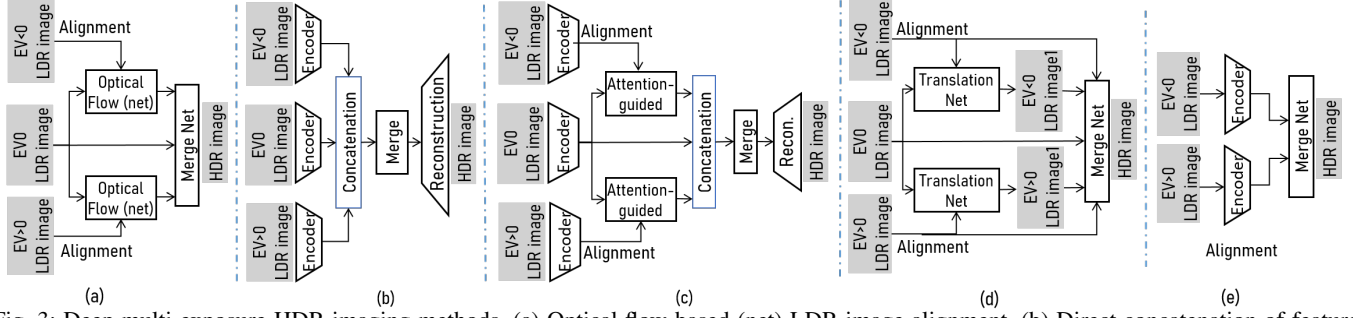 EV<0
LDR image
Alignment
Optical
Flow (net)
EV0
LDR image
Merge Net
HDR image
Optical
Flow (net)
EV>0
LDR image
Alignment
(a)
EV<0
LDR image
Encoder
EV0
LDR image
Encoder
EV>0
LDR image
Encoder
Concatenation
Merge
Reconstruction
HDR image
(b)
EV<0
LDR image
Encoder
Alignment
Attention-
guided
EV0
LDR image
Encoder
Attention-
guided
EV>0
LDR image
Encoder
Alignment
Concatenation
Merge
Recon.
HDR image
(c)
EV<0
LDR image
Alignment
Translation
Net
EV<0
LDR image1
EV0
LDR image
Merge Net
HDR image
Translation
Net
EV>0
LDR image1
EV>0
LDR image
Alignment
(d)
EV<0
LDR image
Encoder
EV>0
LDR image
Encoder
Merge Net
HDR image
Alignment
(e)
Fig. 3: Deep multi-exposure HDR imaging methods. (a) Optical flow-based (net) LDR image alignment. (b) Direct concatenation of feature